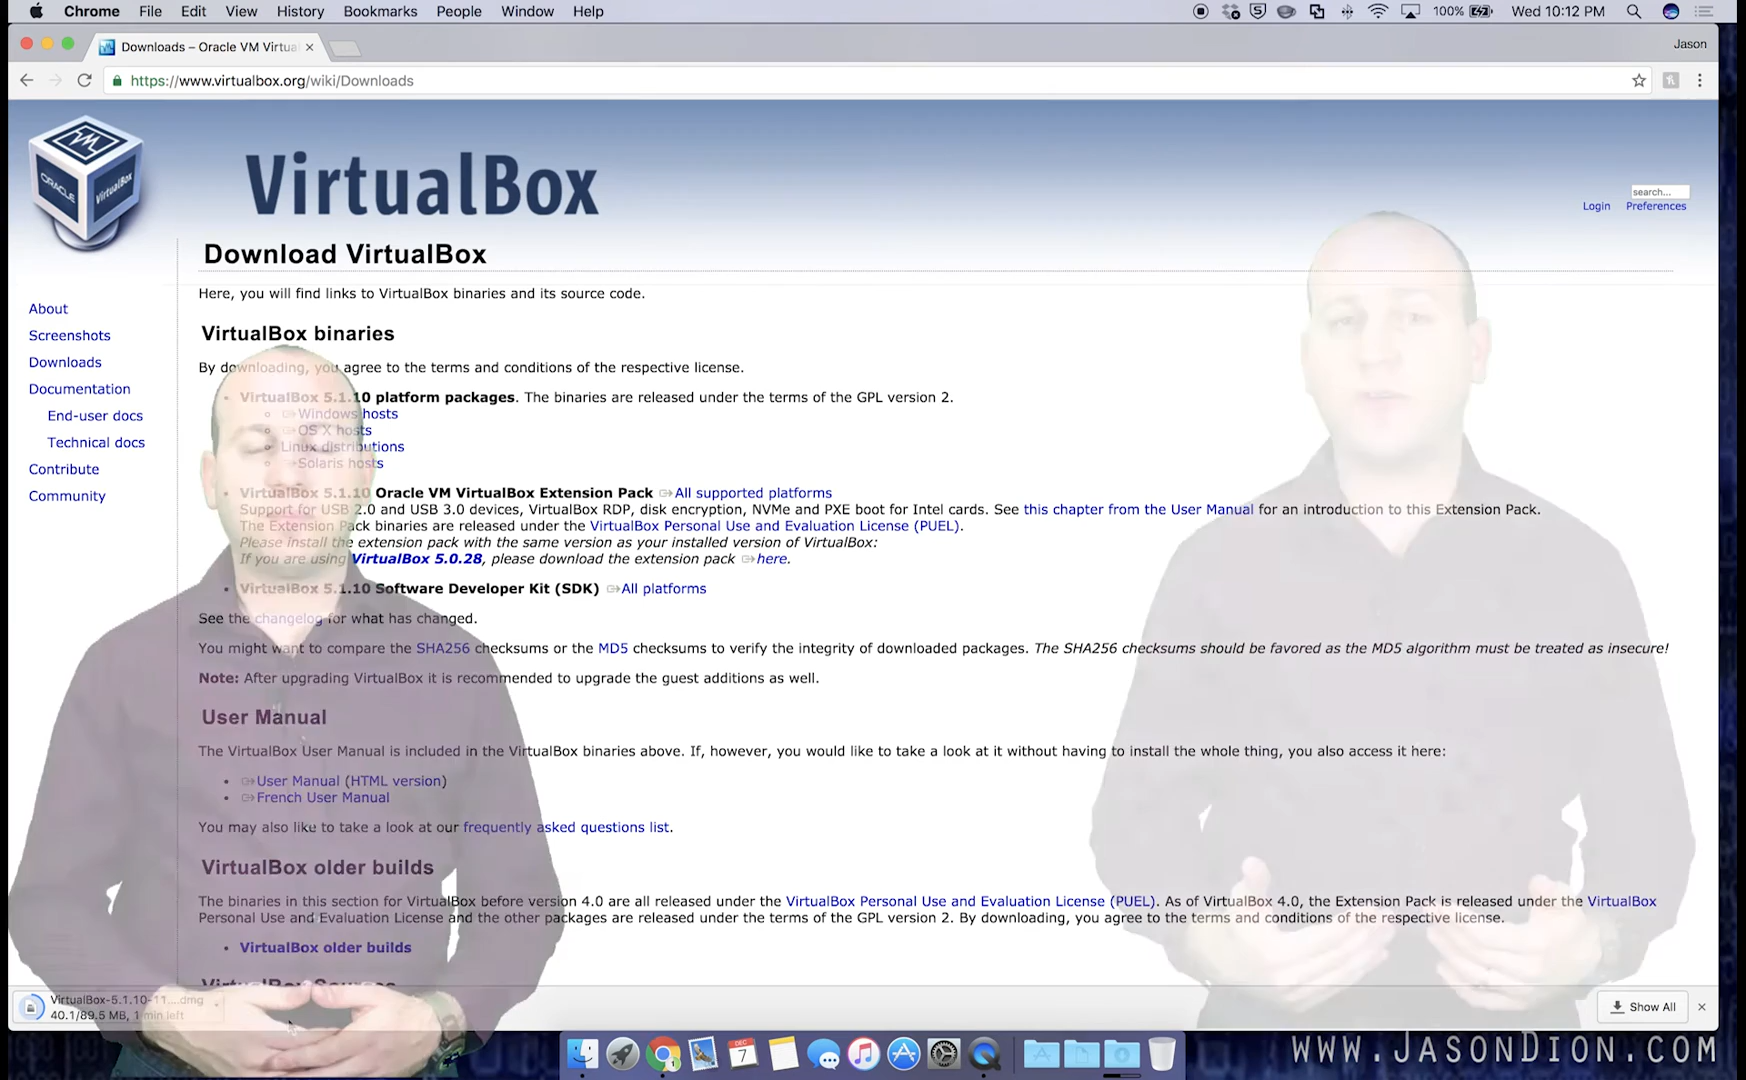 Chrome File Edit View History Bookmarks People Window Help 100% Wed 10:12 PM
Downloads – Oracle VM Virtua Jason
https://www.virtualbox.org/wiki/Downloads
ORACLE VirtualBox
VirtualBox
search...
Login Preferences
Download VirtualBox
Here, you will find links to VirtualBox binaries and its source code.
About
Screenshots
Downloads
Documentation
End-user docs
Technical docs
Contribute
Community
VirtualBox binaries
By downloading, you agree to the terms and conditions of the respective license.
• VirtualBox 5.1.10 platform packages. The binaries are released under the terms of the GPL version 2.
Windows hosts
OS X hosts
Linux distributions
Solaris hosts
• VirtualBox 5.1.10 Oracle VM VirtualBox Extension Pack All supported platforms
Support for USB 2.0 and USB 3.0 devices, VirtualBox RDP, disk encryption, NVMe and PXE boot for Intel cards. See this chapter from the User Manual for an introduction to this Extension Pack.
The Extension Pack binaries are released under the VirtualBox Personal Use and Evaluation License (PUEL).
Please install the extension pack with the same version as your installed version of VirtualBox:
If you are using VirtualBox 5.0.28, please download the extension pack here.
• VirtualBox 5.1.10 Software Developer Kit (SDK) All platforms
See the changelog for what has changed.
You might want to compare the SHA256 checksums or the MD5 checksums to verify the integrity of downloaded packages. The SHA256 checksums should be favored as the MD5 algorithm must be treated as insecure!
Note: After upgrading VirtualBox it is recommended to upgrade the guest additions as well.
User Manual
The VirtualBox User Manual is included in the VirtualBox binaries above. If, however, you would like to take a look at it without having to install the whole thing, you also access it here:
• User Manual (HTML version)
• French User Manual
You may also like to take a look at our frequently asked questions list.
VirtualBox older builds
The binaries in this section for VirtualBox before version 4.0 are all released under the VirtualBox Personal Use and Evaluation License (PUEL). As of VirtualBox 4.0, the Extension Pack is released under the VirtualBox
Personal Use and Evaluation License and the other packages are released under the terms of the GPL version 2. By downloading, you agree to the terms and conditions of the respective license.
• VirtualBox older builds
VirtualBox Sources
VirtualBox-5.1.10-11....dmg
40.1/89.5 MB, 1 min left
Show All
DEC
7
WWW.JASONDION.COM